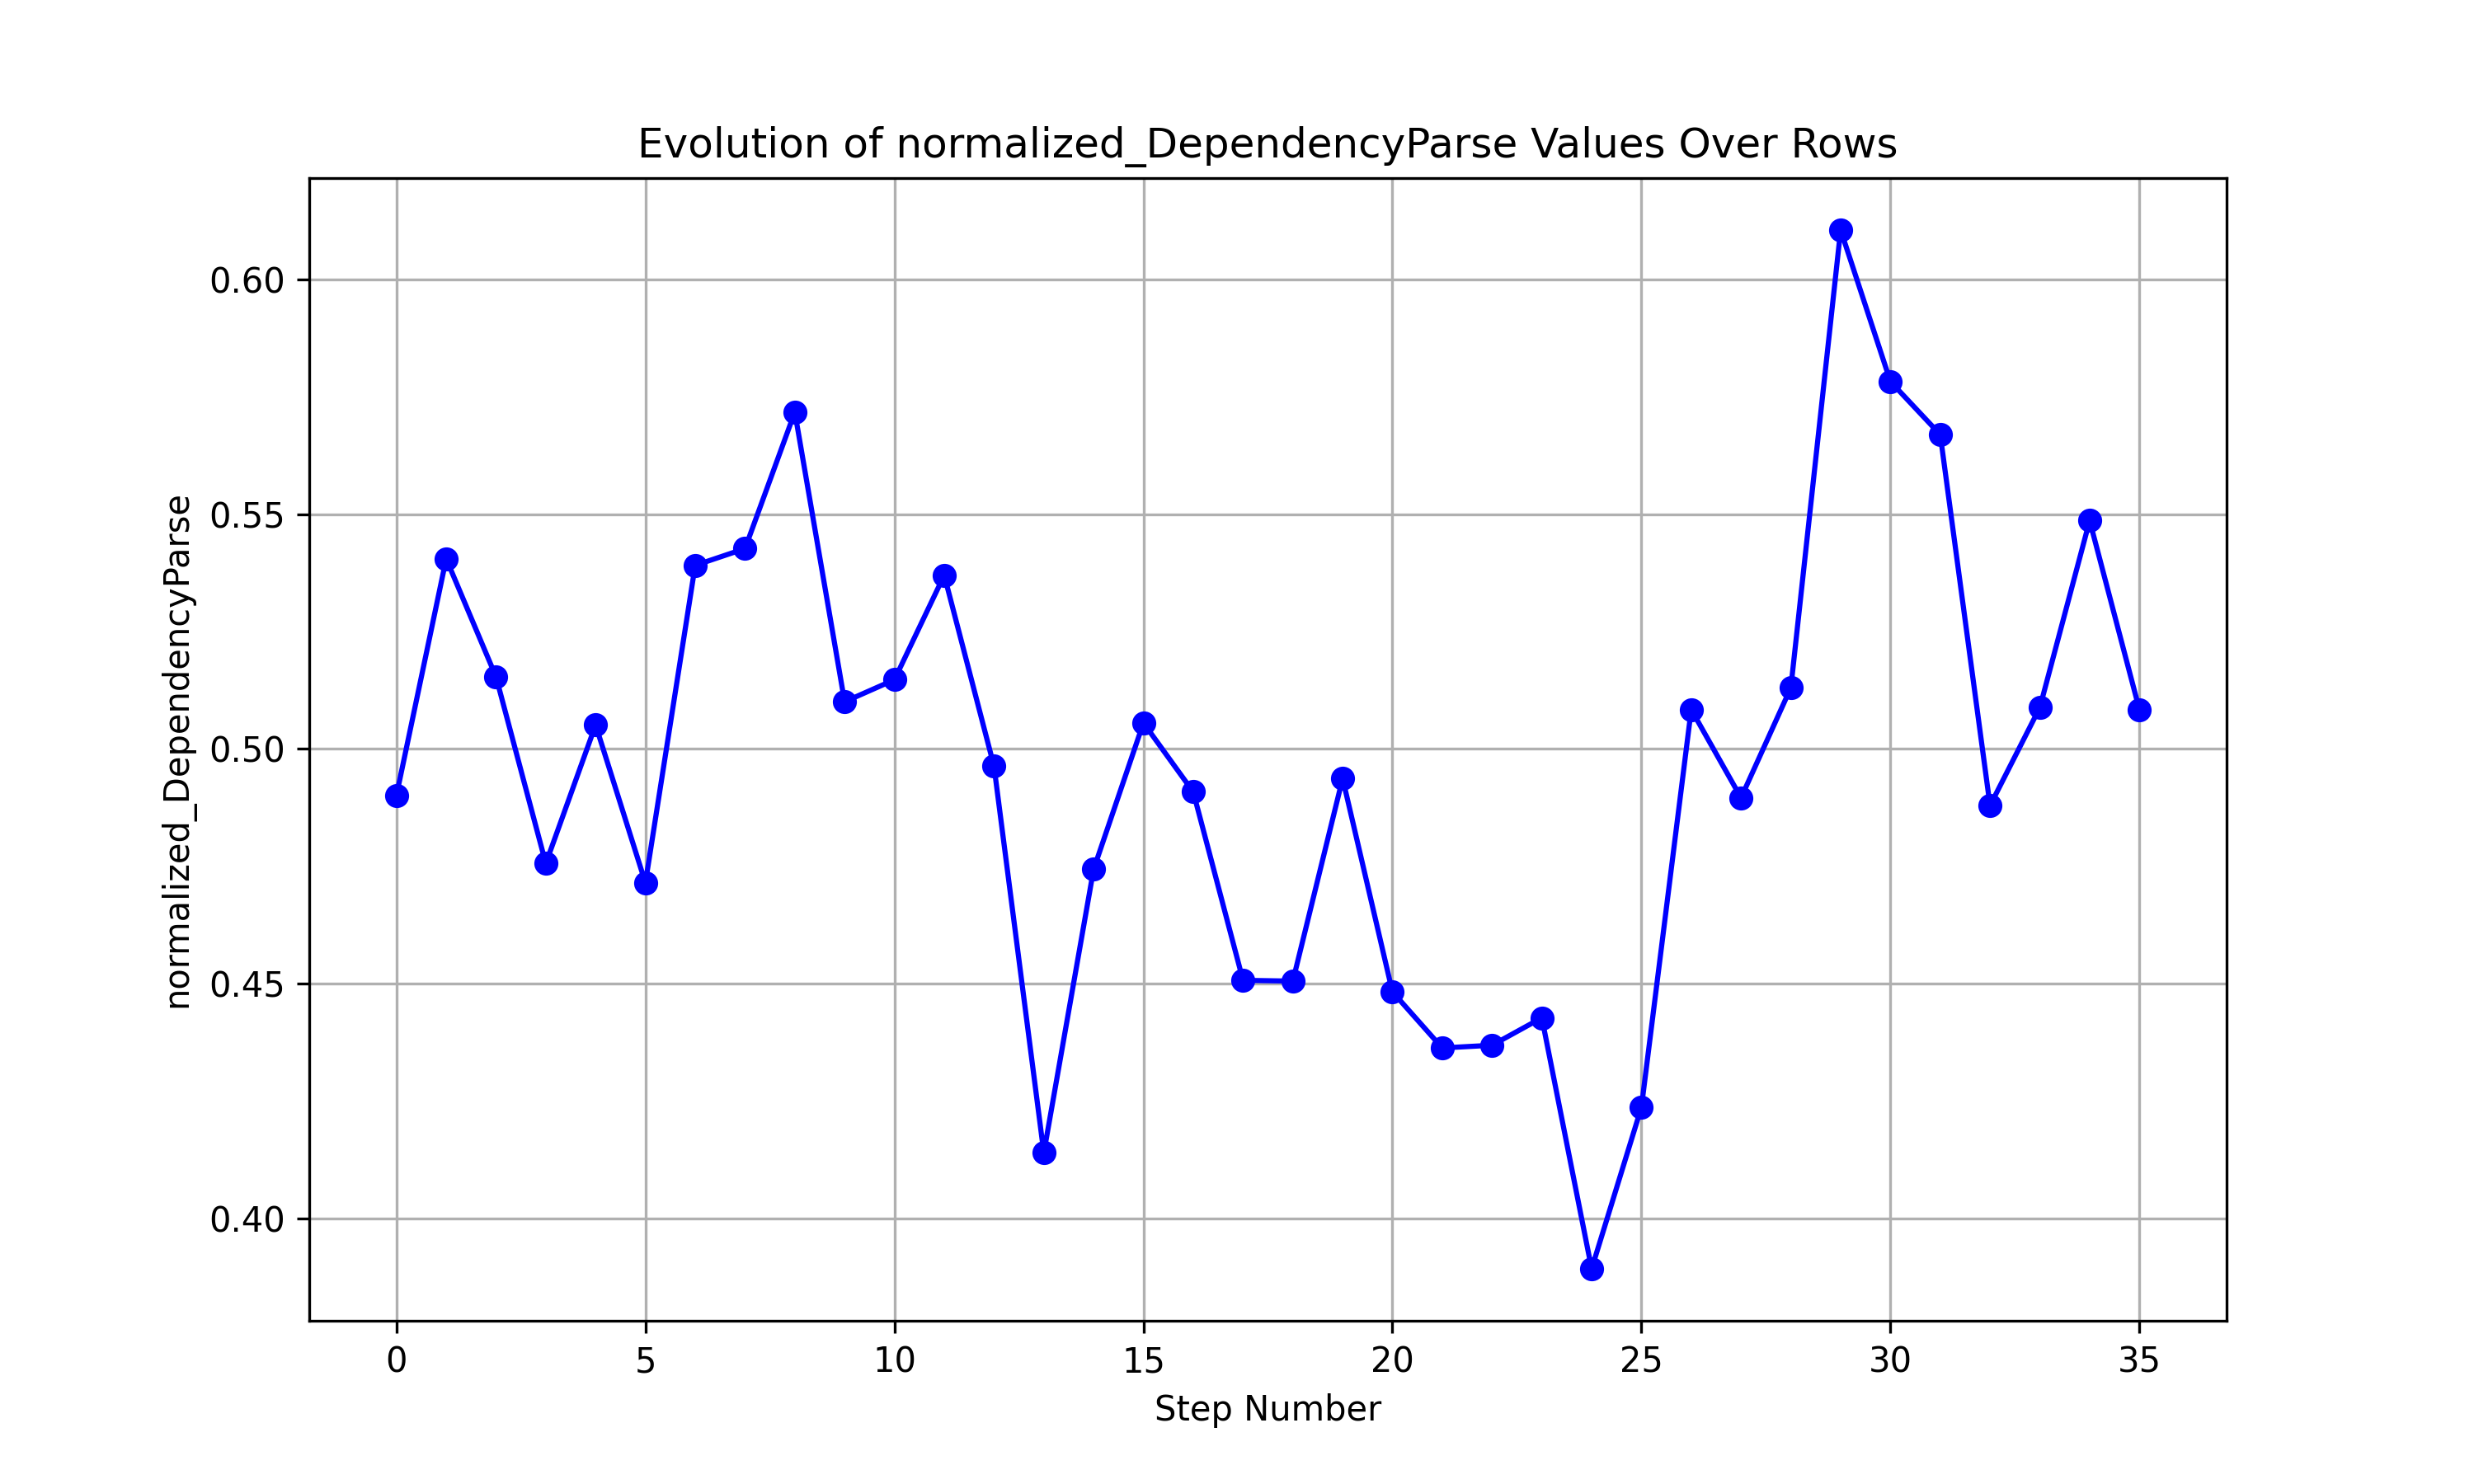 Evolution of normalized_DependencyParse Values Over Rows
normalized_DependencyParse
0.60
0.55
0.50
0.45
0.40
0 5 10 15 20 25 30 35
Step Number